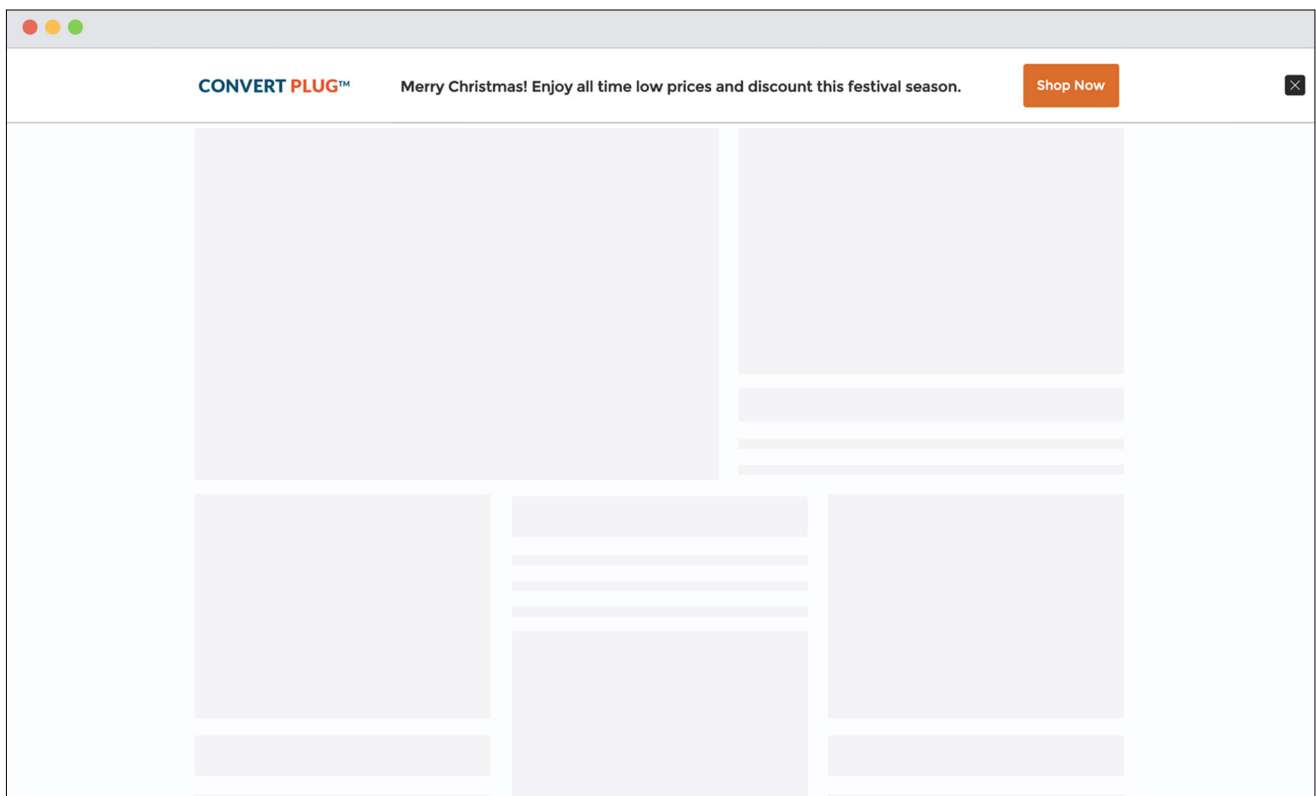 CONVERT PLUG™
Merry Christmas! Enjoy all time low prices and discount this festival season.
Shop Now